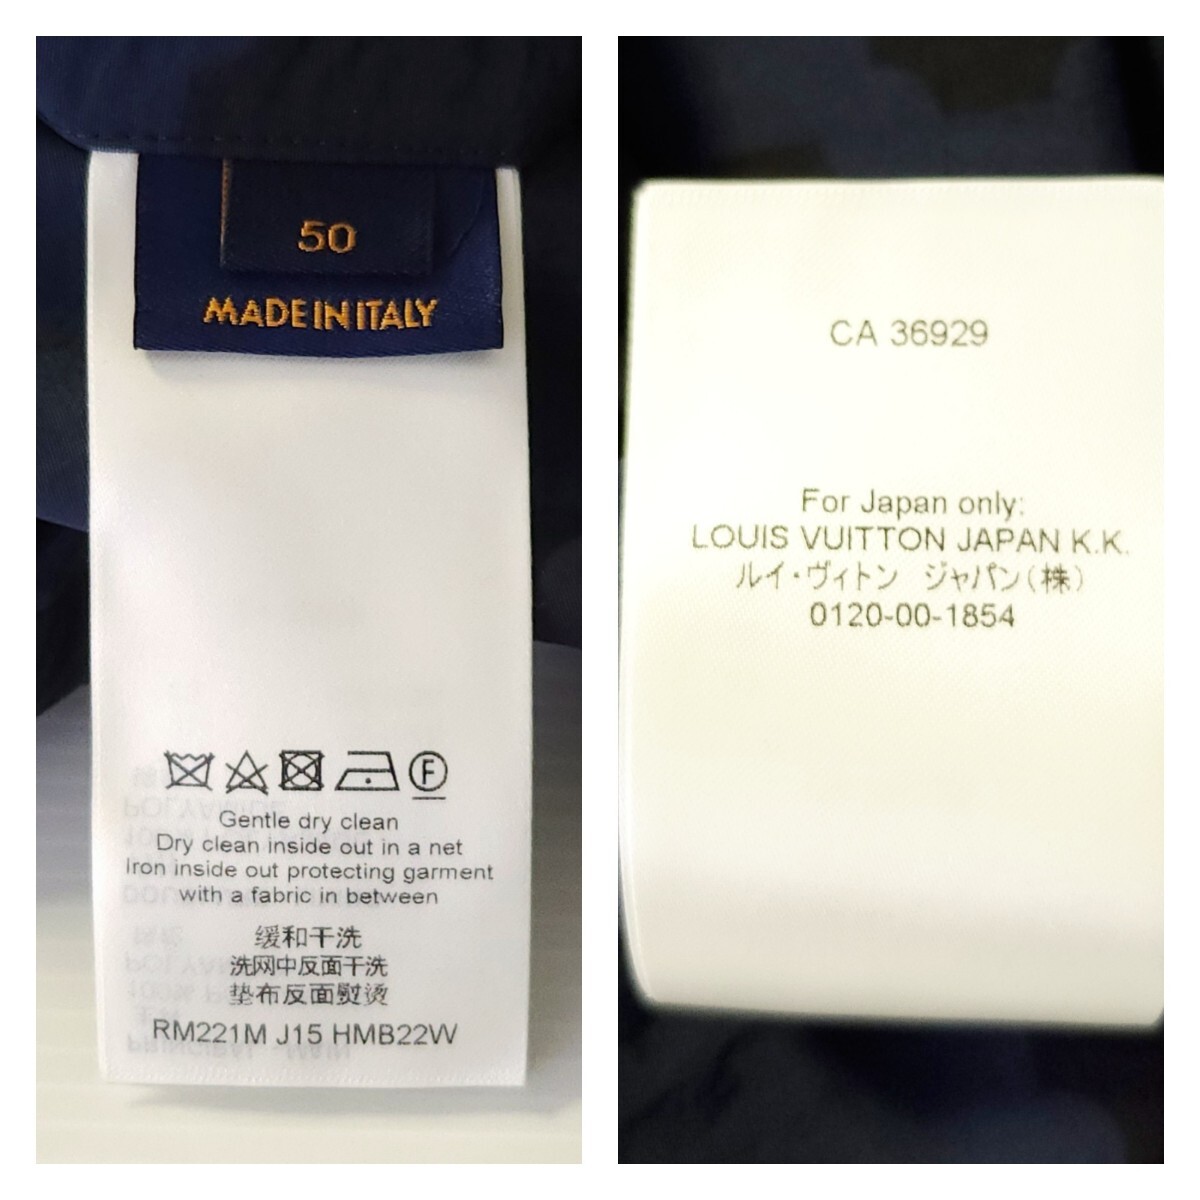 50
MADE IN ITALY
F
Gentle dry clean
Dry clean inside out in a net
Iron inside out protecting garment
with a fabric in between
缓和干洗
洗网中反面干洗
垫布反面熨烫
RM221M J15 HMB22W
CA 36929
For Japan only:
LOUIS VUITTON JAPAN K.K.
ルイ・ヴィトン ジャパン(株)
0120-00-1854